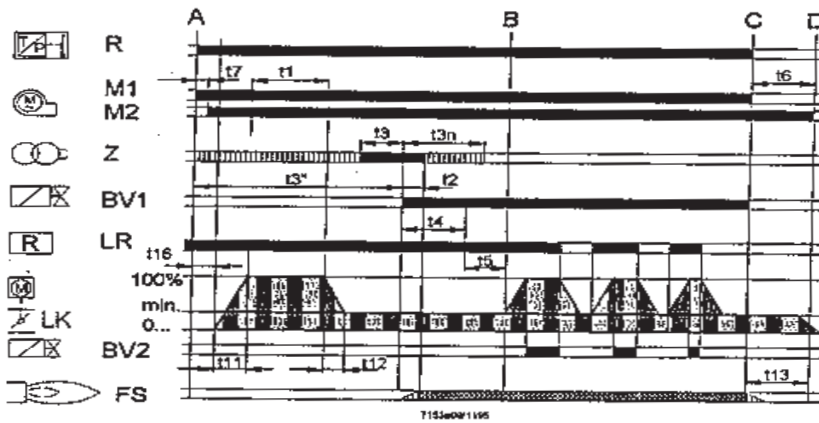 A B C D
R
t7 t1 t6
M1
M2
t3 t3n
Z
t3" t2
BV1
t4
R LR
t16 t5
100%
M
min.
LK 0...
BV2
t11 t12 t13
FS